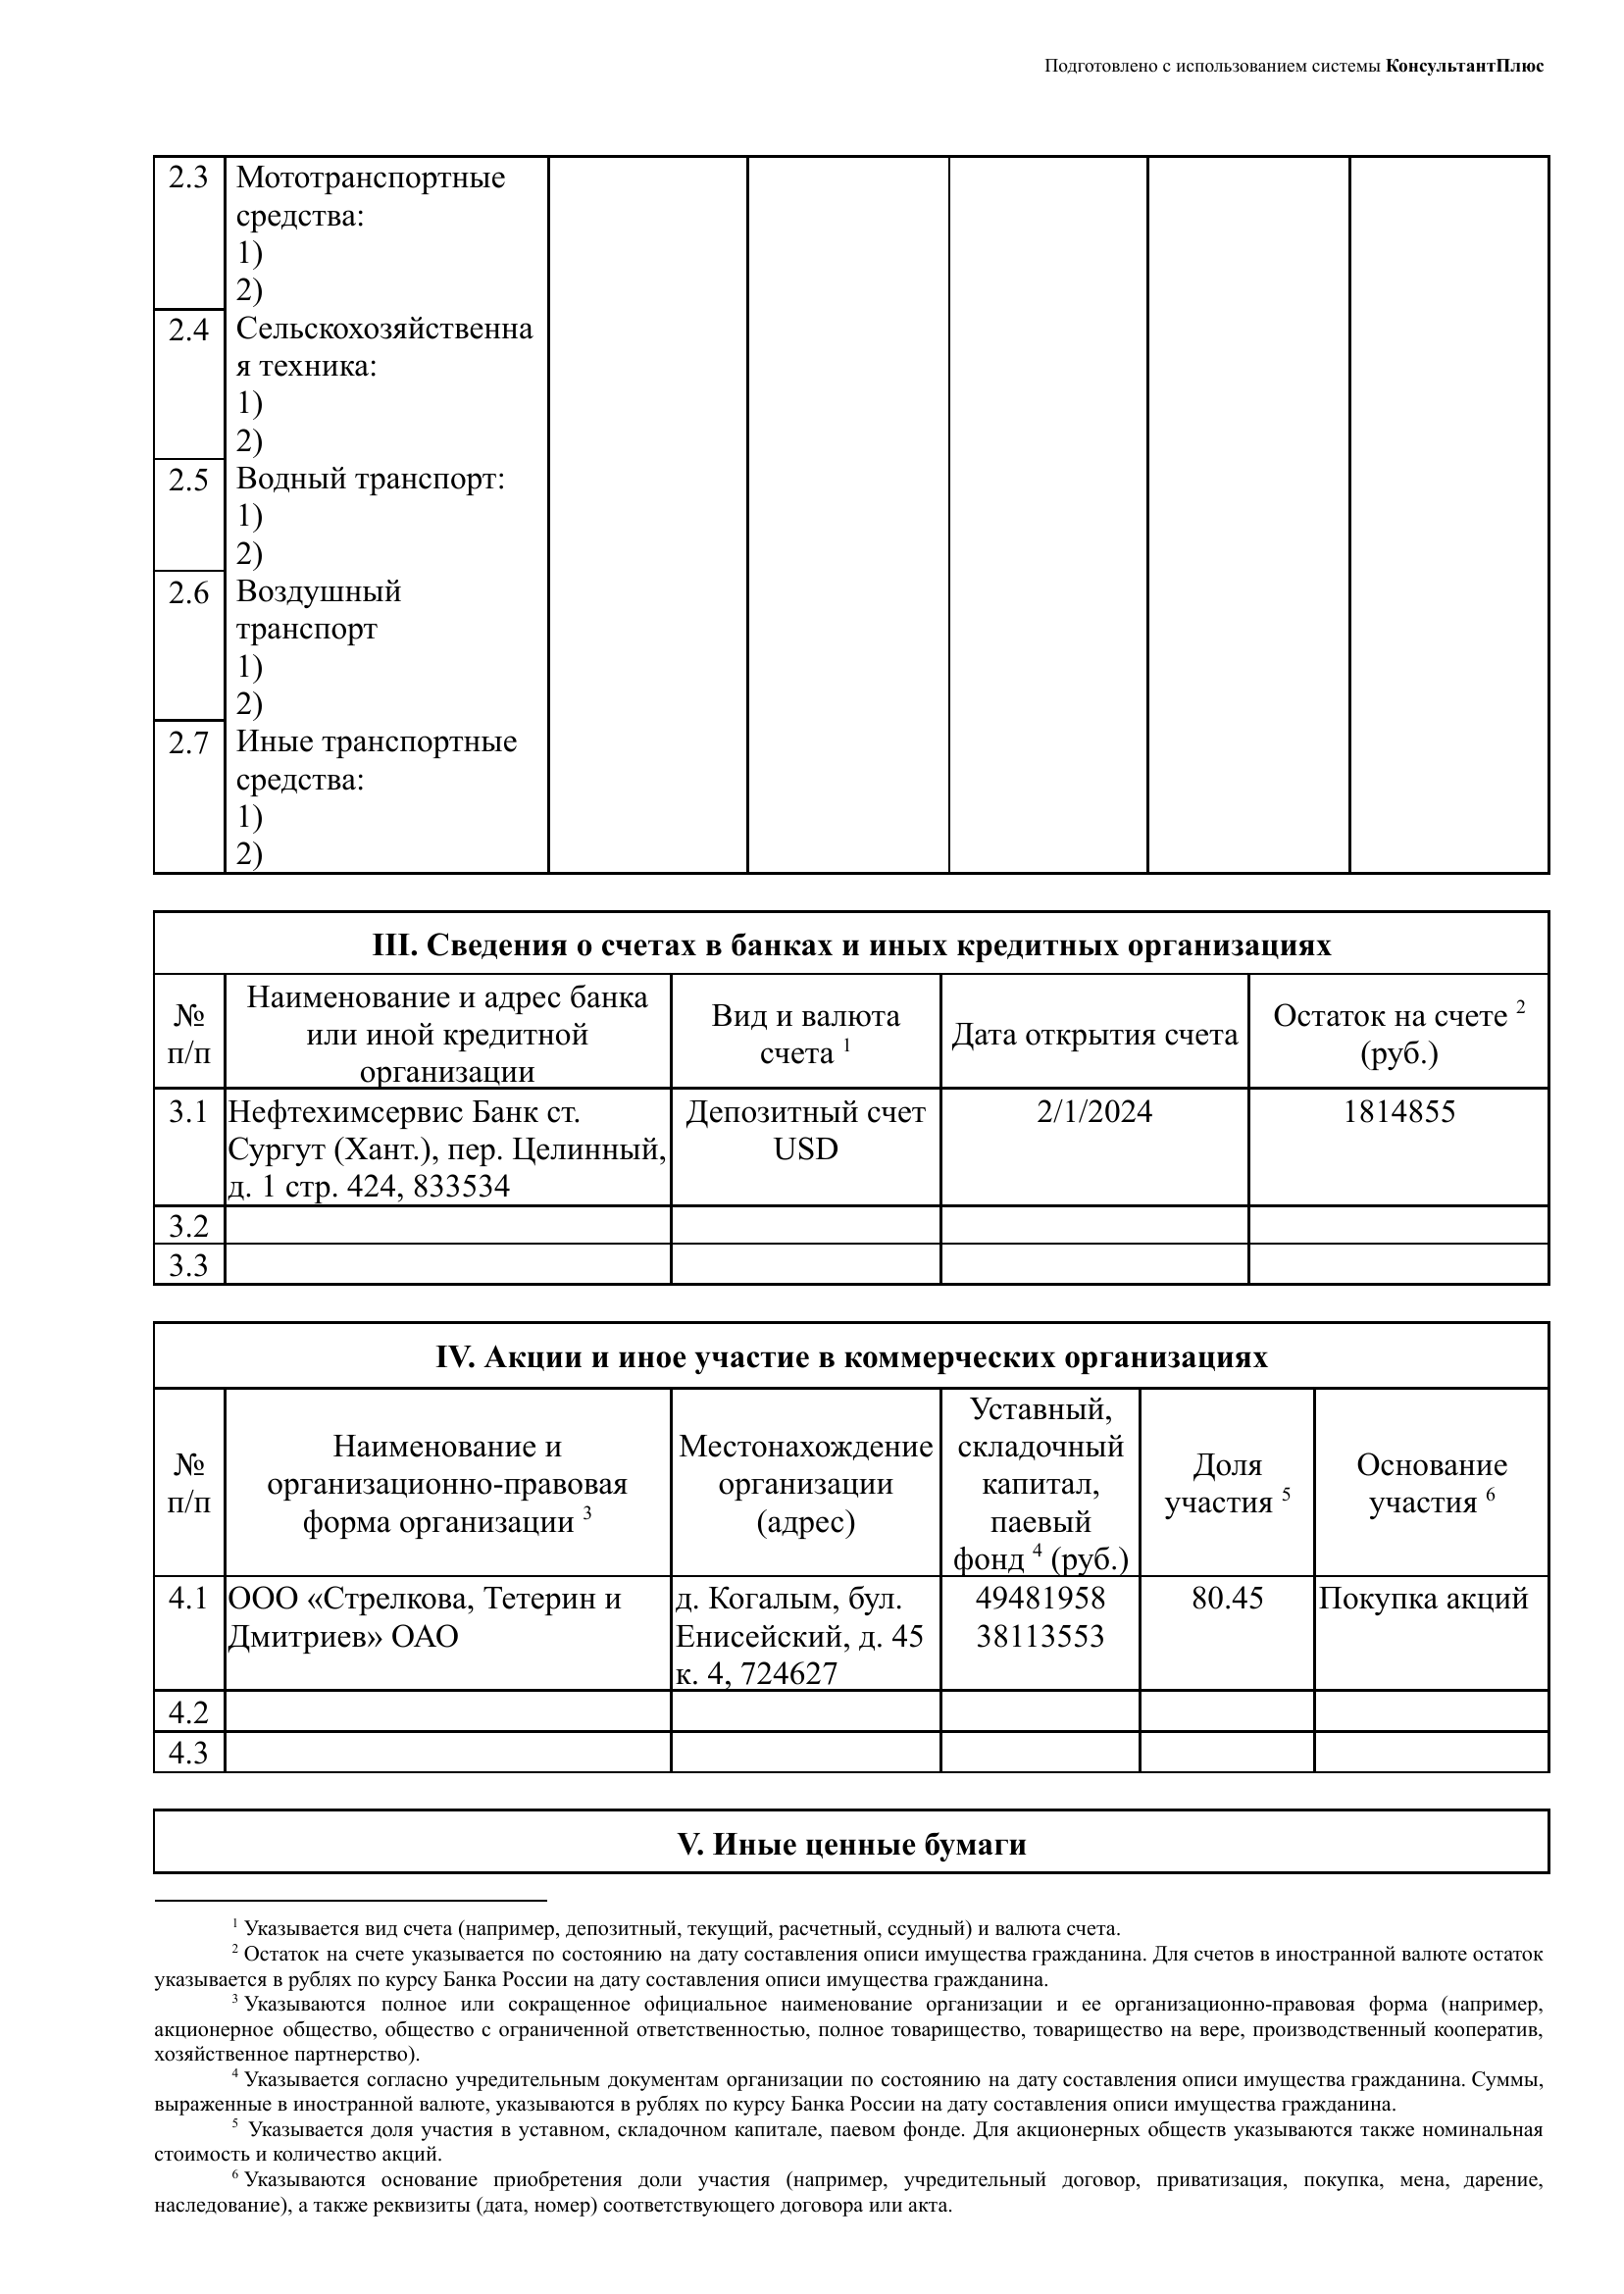 Подготовлено с использованием системы КонсультантПлюс
2.3 Мототранспортные
средства:
1)
2)
2.4 Сельскохозяйственна
я техника:
1)
2)
2.5 Водный транспорт:
1)
2)
2.6 Воздушный
транспорт
1)
2)
2.7 Иные транспортные
средства:
1)
2)
III. Сведения о счетах в банках и иных кредитных организациях
№
п/п
Наименование и адрес банка
или иной кредитной
организации
Вид и валюта
счета 1
Дата открытия счета
Остаток на счете 2
(руб.)
3.1
Нефтехимсервис Банк ст.
Сургут (Хант.), пер. Целинный,
д. 1 стр. 424, 833534
Депозитный счет
USD
2/1/2024
1814855
3.2
3.3
IV. Акции и иное участие в коммерческих организациях
№
п/п
Наименование и
организационно-правовая
форма организации 3
Местонахождение
организации
(адрес)
Уставный,
складочный
капитал,
паевый
фонд 4 (руб.)
Доля
участия 5
Основание
участия 6
4.1
ООО «Стрелкова, Тетерин и
Дмитриев» ОАО
д. Когалым, бул.
Енисейский, д. 45
к. 4, 724627
49481958
38113553
80.45
Покупка акций
4.2
4.3
V. Иные ценные бумаги
1 Указывается вид счета (например, депозитный, текущий, расчетный, ссудный) и валюта счета.
2 Остаток на счете указывается по состоянию на дату составления описи имущества гражданина. Для счетов в иностранной валюте остаток
указывается в рублях по курсу Банка России на дату составления описи имущества гражданина.
3 Указываются полное или сокращенное официальное наименование организации и ее организационно-правовая форма (например,
акционерное общество, общество с ограниченной ответственностью, полное товарищество, товарищество на вере, производственный кооператив,
хозяйственное партнерство).
4 Указывается согласно учредительным документам организации по состоянию на дату составления описи имущества гражданина. Суммы,
выраженные в иностранной валюте, указываются в рублях по курсу Банка России на дату составления описи имущества гражданина.
5 Указывается доля участия в уставном, складочном капитале, паевом фонде. Для акционерных обществ указываются также номинальная
стоимость и количество акций.
6 Указываются основание приобретения доли участия (например, учредительный договор, приватизация, покупка, мена, дарение,
наследование), а также реквизиты (дата, номер) соответствующего договора или акта.